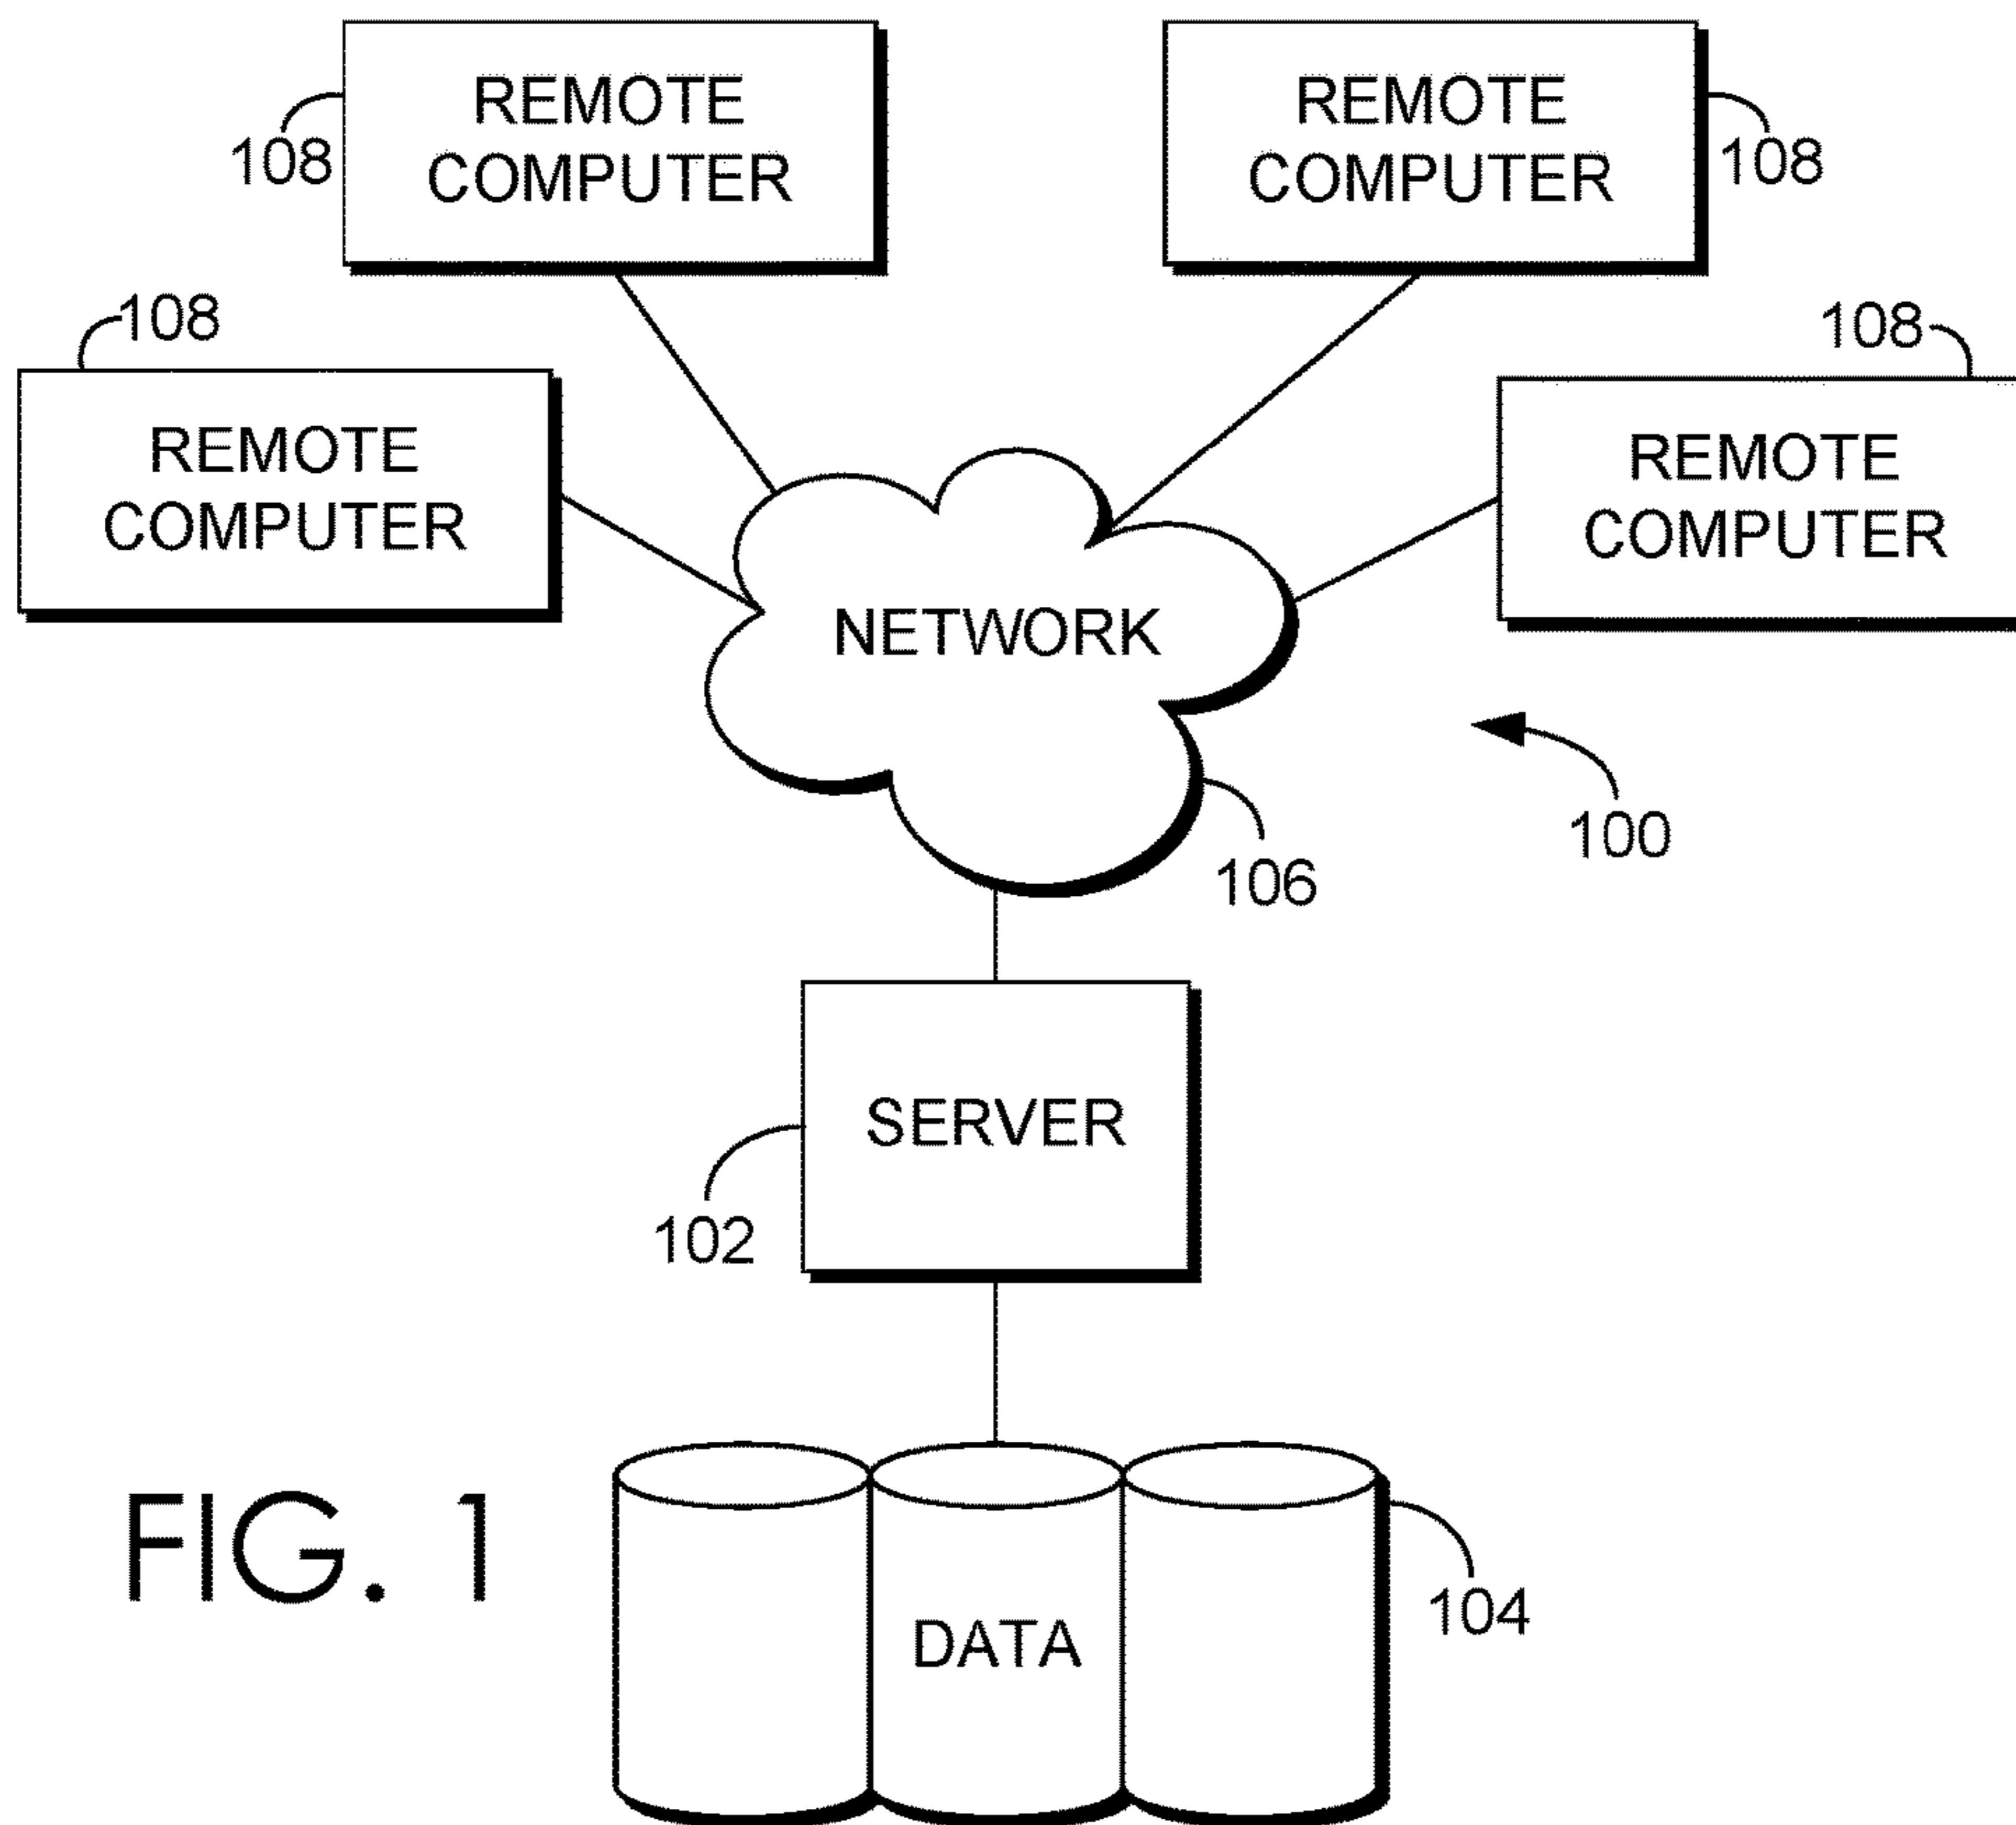 REMOTE
COMPUTER
108
REMOTE
COMPUTER
108
108
REMOTE
COMPUTER
108
REMOTE
COMPUTER
NETWORK
100
106
SERVER
102
FIG. 1
DATA
104